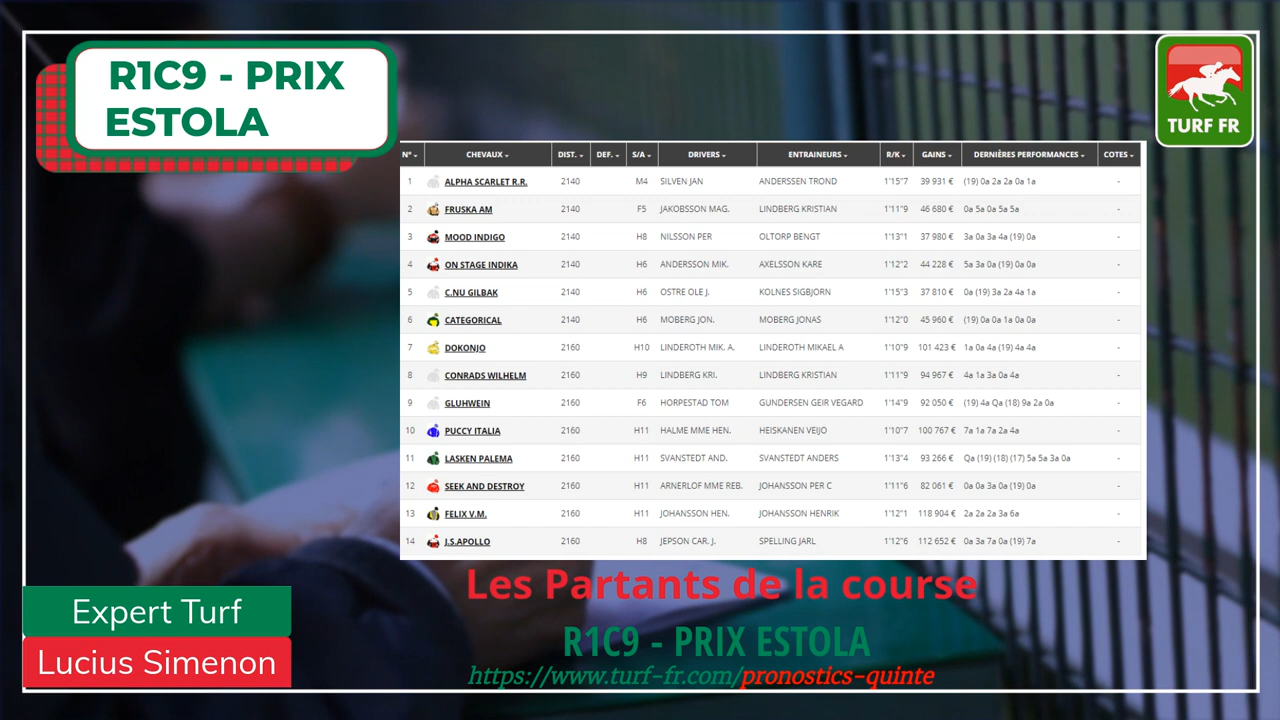 R1C9 - PRIX
ESTOLA
TURF FR
N° CHEVAUX DIST. DEF. S/A DRIVERS ENTRAINEURS R/K GAINS DERNIÈRES PERFORMANCES COTES
1 ALPHA SCARLET R.R. 2140 M4 SILVEN JAN ANDERSSEN TROND 1'15"7 39 931 € (19) 0a 2a 2a 0a 1a -
2 FRUSKA AM 2140 F5 JAKOBSSON MAG. LINDBERG KRISTIAN 1'11"9 46 680 € 0a 5a 0a 5a 5a -
3 MOOD INDIGO 2140 H8 NILSSON PER OLTORP BENGT 1'13"1 37 980 € 3a 0a 3a 4a (19) 0a -
4 ON STAGE INDIKA 2140 H6 ANDERSSON MIK. AXELSSON KARE 1'12"2 44 228 € 5a 3a 0a (19) 0a 0a -
5 C.NU GILBAK 2140 H6 OSTRE OLE J. KOLNES SIGBJORN 1'15"3 37 810 € 0a (19) 3a 2a 4a 1a -
6 CATEGORICAL 2140 H6 MOBERG JON. MOBERG JONAS 1'12"0 45 960 € (19) 0a 0a 1a 0a 0a -
7 DOKONJO 2160 H10 LINDEROTH MIK. A. LINDEROTH MIKAEL A 1'10"9 101 423 € 1a 0a 4a (19) 4a 4a -
8 CONRADS WILHELM 2160 H9 LINDBERG KRI. LINDBERG KRISTIAN 1'11"9 94 967 € 4a 1a 3a 0a 4a -
9 GLUHWEIN 2160 F6 HORPESTAD TOM GUNDERSEN GEIR VEGARD 1'14"9 92 050 € (19) 4a Qa (18) 9a 2a 0a -
10 PUCCY ITALIA 2160 H11 HALME MME HEN. HEISKANEN VEIJO 1'10"7 100 767 € 7a 1a 7a 2a 4a -
11 LASKEN PALEMA 2160 H11 SVANSTEDT AND. SVANSTEDT ANDERS 1'13"4 93 266 € Qa (19) (18) (17) 5a 5a 3a 0a -
12 SEEK AND DESTROY 2160 H11 ARNERLOF MME REB. JOHANSSON PER C 1'11"6 82 061 € 0a 0a 3a 0a (19) 0a -
13 FELIX V.M. 2160 H11 JOHANSSON HEN. JOHANSSON HENRIK 1'12"1 118 904 € 2a 2a 2a 3a 6a -
14 J.S.APOLLO 2160 H8 JEPSON CAR. J. SPELLING JARL 1'12"6 112 652 € 0a 3a 7a 0a (19) 7a -
Les Partants de la course
R1C9 - PRIX ESTOLA
https://www.turf-fr.com/pronostics-quinte
Expert Turf
Lucius Simenon